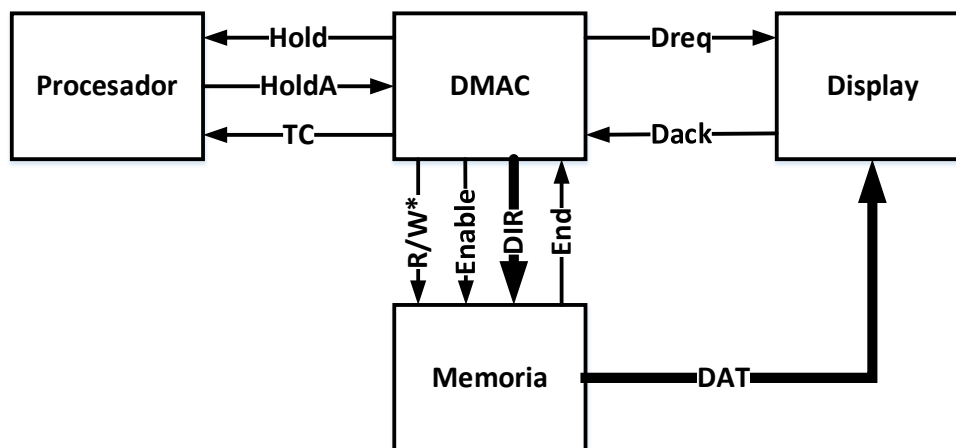 Hold
Dreq
Procesador
HoldA
DMAC
Display
TC
Dack
R/W*
Enable
DIR
End
Memoria
DAT